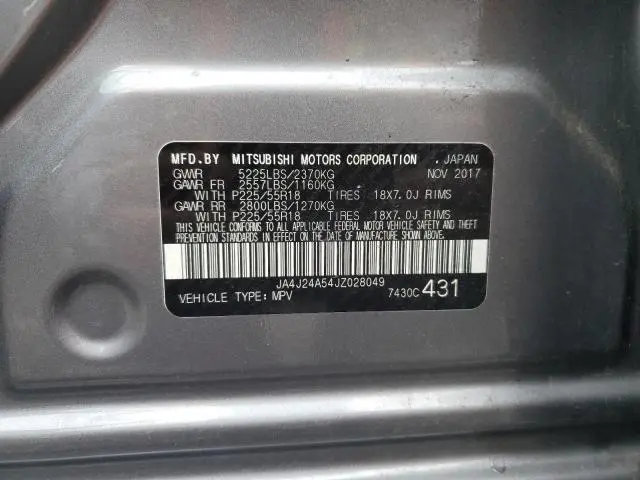 MFD.BY MITSUBISHI MOTORS CORPORATION . JAPAN
GVWR 5225LBS/2370KG NOV 2017
GAWR FR 2557LBS/1160KG
WITH P225/55R18 TIRES 18X7.0J RIMS
GAWR RR 2800LBS/1270KG
WITH P225/55R18 TIRES 18X7.0J RIMS
THIS VEHICLE CONFORMS TO ALL APPLICABLE FEDERAL MOTOR VEHICLE SAFETY AND THEFT
PREVENTION STANDARDS IN EFFECT ON THE DATE OF MANUFACTURE SHOWN ABOVE.
JA4J24A54JZ028049
VEHICLE TYPE: MPV 7430C 431